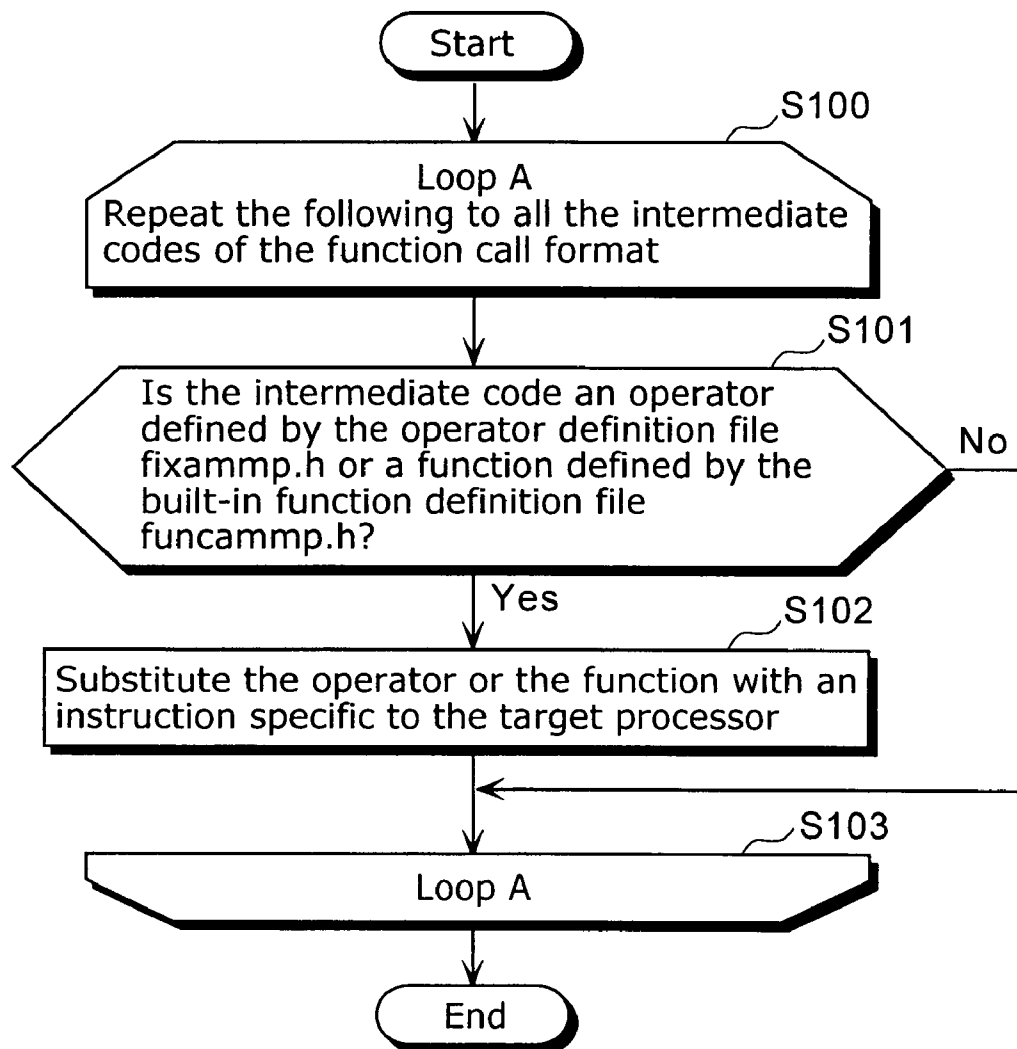 Start
S100
Loop A
Repeat the following to all the intermediate
codes of the function call format
S101
Is the intermediate code an operator
defined by the operator definition file
fixammp.h or a function defined by the
built-in function definition file
funcammp.h?
No
Yes
S102
Substitute the operator or the function with an
instruction specific to the target processor
S103
Loop A
End